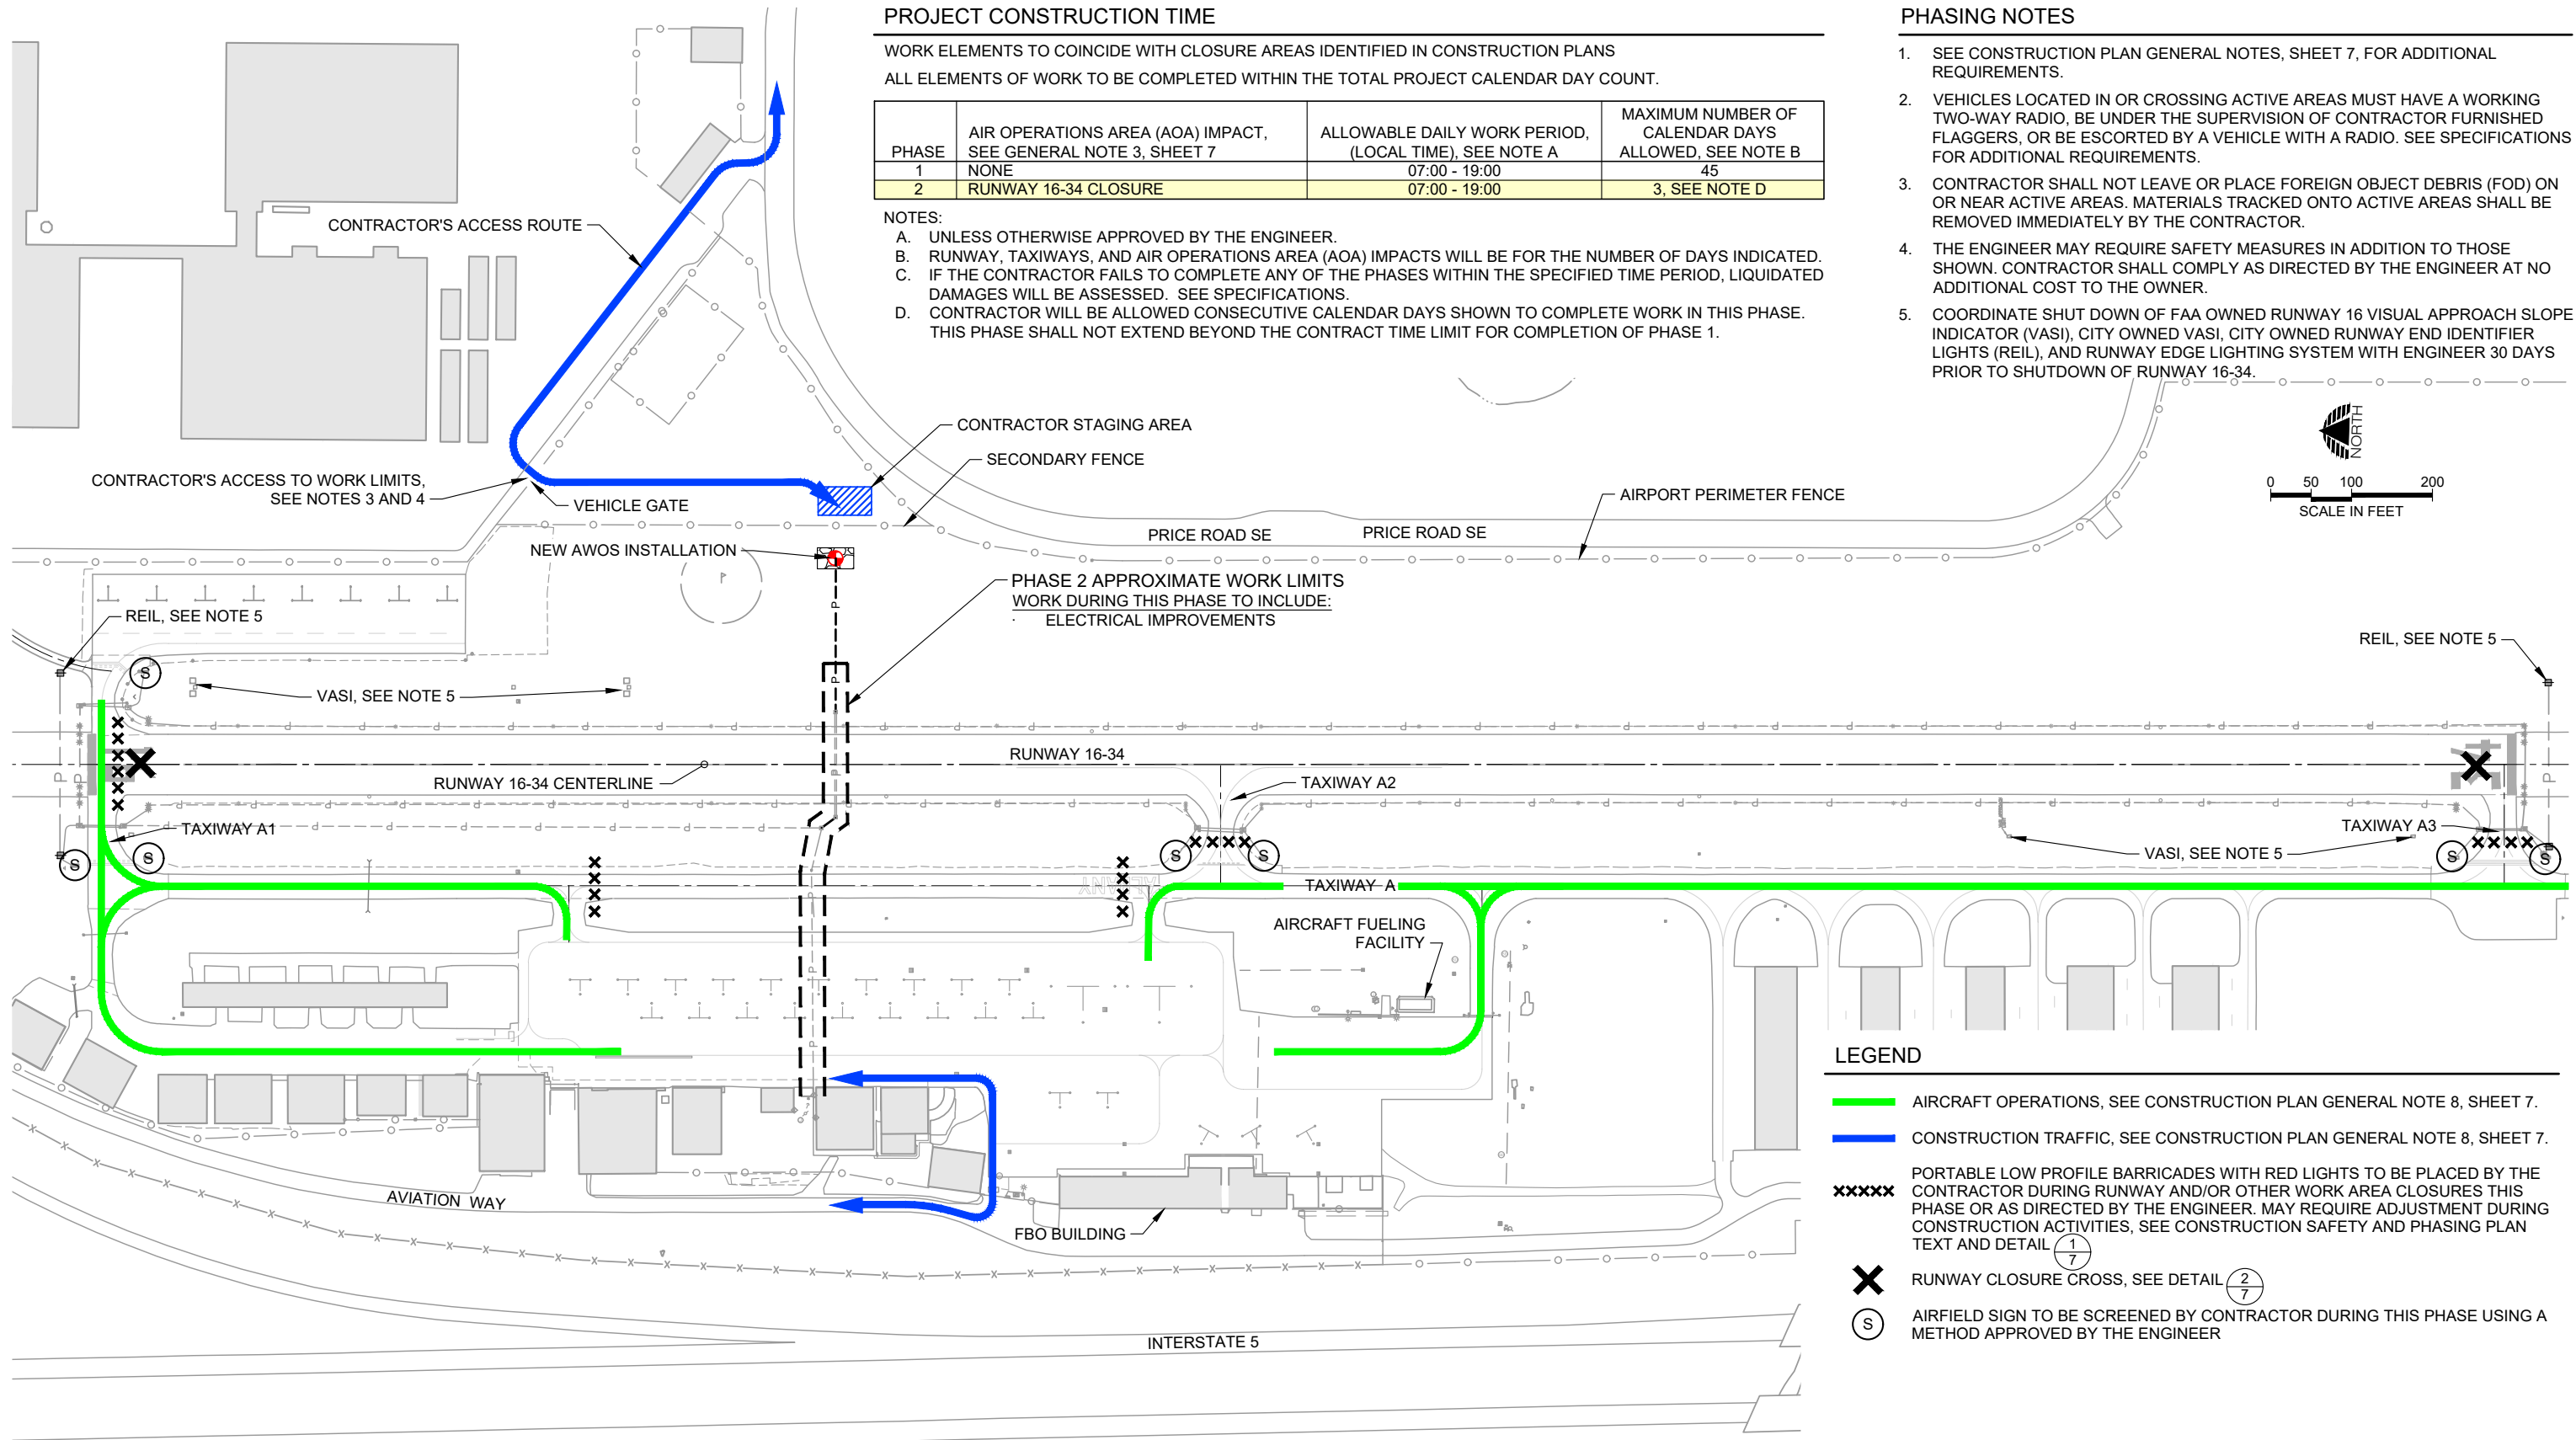 PROJECT CONSTRUCTION TIME
WORK ELEMENTS TO COINCIDE WITH CLOSURE AREAS IDENTIFIED IN CONSTRUCTION PLANS
ALL ELEMENTS OF WORK TO BE COMPLETED WITHIN THE TOTAL PROJECT CALENDAR DAY COUNT.
PHASE
AIR OPERATIONS AREA (AOA) IMPACT,
SEE GENERAL NOTE 3, SHEET 7
ALLOWABLE DAILY WORK PERIOD,
(LOCAL TIME), SEE NOTE A
MAXIMUM NUMBER OF
CALENDAR DAYS
ALLOWED, SEE NOTE B
1 NONE 07:00 - 19:00 45
2 RUNWAY 16-34 CLOSURE 07:00 - 19:00 3, SEE NOTE D
NOTES:
A. UNLESS OTHERWISE APPROVED BY THE ENGINEER.
B. RUNWAY, TAXIWAYS, AND AIR OPERATIONS AREA (AOA) IMPACTS WILL BE FOR THE NUMBER OF DAYS INDICATED.
C. IF THE CONTRACTOR FAILS TO COMPLETE ANY OF THE PHASES WITHIN THE SPECIFIED TIME PERIOD, LIQUIDATED
DAMAGES WILL BE ASSESSED. SEE SPECIFICATIONS.
D. CONTRACTOR WILL BE ALLOWED CONSECUTIVE CALENDAR DAYS SHOWN TO COMPLETE WORK IN THIS PHASE.
THIS PHASE SHALL NOT EXTEND BEYOND THE CONTRACT TIME LIMIT FOR COMPLETION OF PHASE 1.
PHASING NOTES
1. SEE CONSTRUCTION PLAN GENERAL NOTES, SHEET 7, FOR ADDITIONAL
REQUIREMENTS.
2. VEHICLES LOCATED IN OR CROSSING ACTIVE AREAS MUST HAVE A WORKING
TWO-WAY RADIO, BE UNDER THE SUPERVISION OF CONTRACTOR FURNISHED
FLAGGERS, OR BE ESCORTED BY A VEHICLE WITH A RADIO. SEE SPECIFICATIONS
FOR ADDITIONAL REQUIREMENTS.
3. CONTRACTOR SHALL NOT LEAVE OR PLACE FOREIGN OBJECT DEBRIS (FOD) ON
OR NEAR ACTIVE AREAS. MATERIALS TRACKED ONTO ACTIVE AREAS SHALL BE
REMOVED IMMEDIATELY BY THE CONTRACTOR.
4. THE ENGINEER MAY REQUIRE SAFETY MEASURES IN ADDITION TO THOSE
SHOWN. CONTRACTOR SHALL COMPLY AS DIRECTED BY THE ENGINEER AT NO
ADDITIONAL COST TO THE OWNER.
5. COORDINATE SHUT DOWN OF FAA OWNED RUNWAY 16 VISUAL APPROACH SLOPE
INDICATOR (VASI), CITY OWNED VASI, CITY OWNED RUNWAY END IDENTIFIER
LIGHTS (REIL), AND RUNWAY EDGE LIGHTING SYSTEM WITH ENGINEER 30 DAYS
PRIOR TO SHUTDOWN OF RUNWAY 16-34.
NORTH
0 50 100 200
SCALE IN FEET
CONTRACTOR'S ACCESS ROUTE
CONTRACTOR STAGING AREA
SECONDARY FENCE
CONTRACTOR'S ACCESS TO WORK LIMITS,
SEE NOTES 3 AND 4
VEHICLE GATE
AIRPORT PERIMETER FENCE
PRICE ROAD SE
PRICE ROAD SE
NEW AWOS INSTALLATION
PHASE 2 APPROXIMATE WORK LIMITS
WORK DURING THIS PHASE TO INCLUDE:
· ELECTRICAL IMPROVEMENTS
REIL, SEE NOTE 5
REIL, SEE NOTE 5
S
VASI, SEE NOTE 5
RUNWAY 16-34
RUNWAY 16-34 CENTERLINE
TAXIWAY A2
TAXIWAY A1
TAXIWAY A3
VASI, SEE NOTE 5
S
S
S
S
S
S
TAXIWAY A
AIRCRAFT FUELING
FACILITY
AVIATION WAY
FBO BUILDING
INTERSTATE 5
LEGEND
AIRCRAFT OPERATIONS, SEE CONSTRUCTION PLAN GENERAL NOTE 8, SHEET 7.
CONSTRUCTION TRAFFIC, SEE CONSTRUCTION PLAN GENERAL NOTE 8, SHEET 7.
PORTABLE LOW PROFILE BARRICADES WITH RED LIGHTS TO BE PLACED BY THE
CONTRACTOR DURING RUNWAY AND/OR OTHER WORK AREA CLOSURES THIS
PHASE OR AS DIRECTED BY THE ENGINEER. MAY REQUIRE ADJUSTMENT DURING
CONSTRUCTION ACTIVITIES, SEE CONSTRUCTION SAFETY AND PHASING PLAN
TEXT AND DETAIL 1/7
RUNWAY CLOSURE CROSS, SEE DETAIL 2/7
S AIRFIELD SIGN TO BE SCREENED BY CONTRACTOR DURING THIS PHASE USING A
METHOD APPROVED BY THE ENGINEER